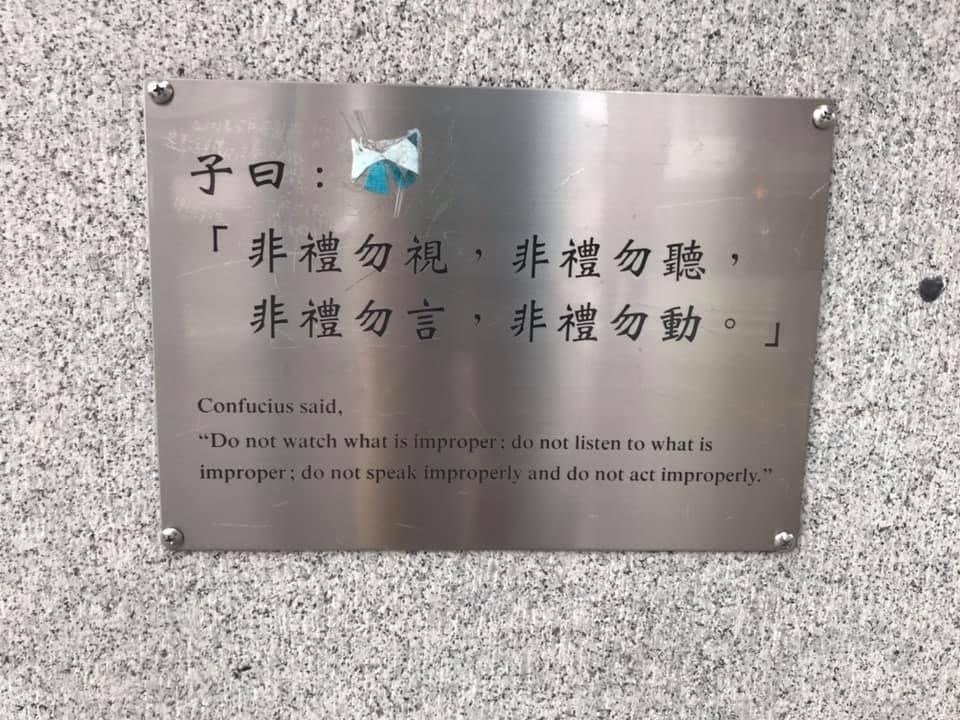 子曰：
「非禮勿視，非禮勿聽，
非禮勿言，非禮勿動。」
Confucius said,
“Do not watch what is improper; do not listen to what is
improper; do not speak improperly and do not act improperly.”